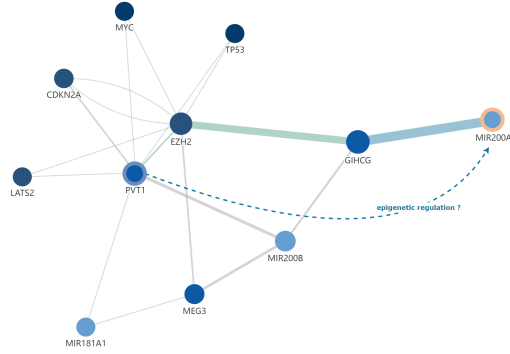 MYC
TP53
CDKN2A
EZH2
MIR200A
GIHCG
LATS2
PVT1
epigenetic regulation ?
MIR200B
MEG3
MIR181A1